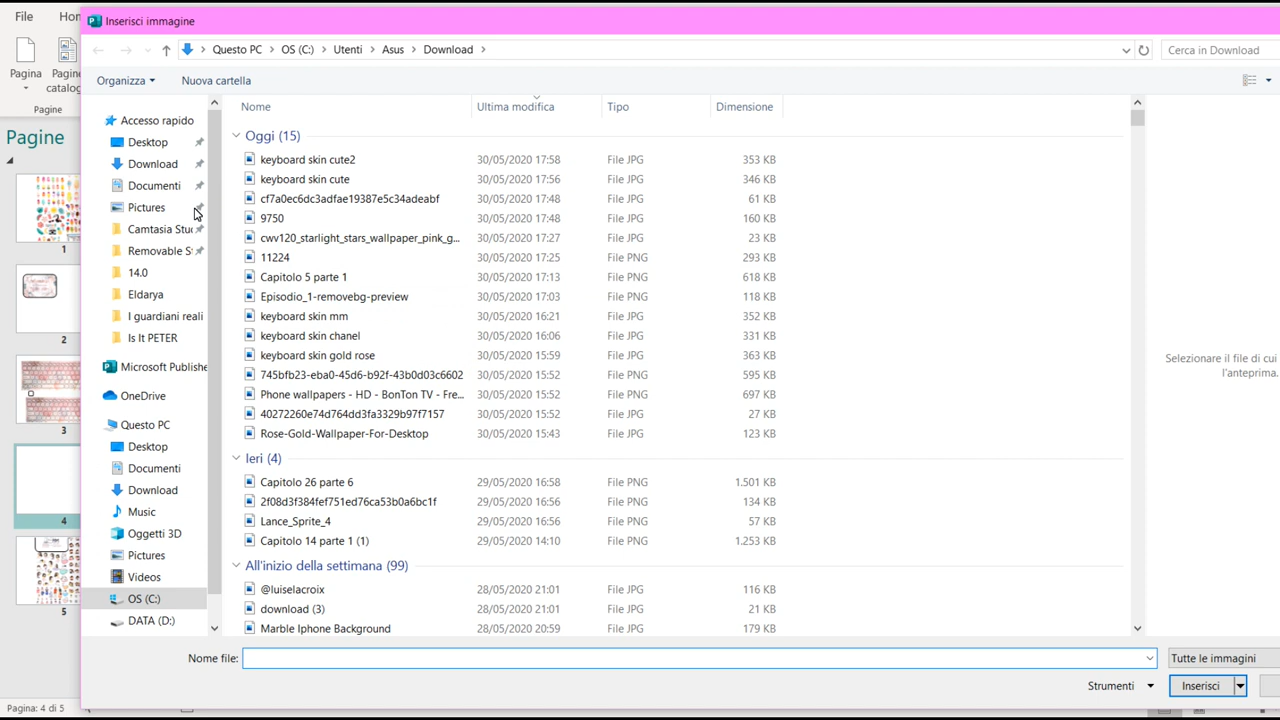 File Hom
Inserisci immagine
Pagina
Pagine
catalog
Pagine
Questo PC > OS (C:) > Utenti > Asus > Download >
Cerca in Download
Organizza
Nuova cartella
Pagine
1
2
3
4
5
Accesso rapido
Desktop
Download
Documenti
Pictures
Camtasia Stud
Removable S
14.0
Eldarya
I guardiani reali
Is It PETER
Microsoft Publishe
OneDrive
Questo PC
Desktop
Documenti
Download
Music
Oggetti 3D
Pictures
Videos
OS (C:)
DATA (D:)
Nome Ultima modifica Tipo Dimensione
Oggi (15)
keyboard skin cute2 30/05/2020 17:58 File JPG 353 KB
keyboard skin cute 30/05/2020 17:56 File JPG 346 KB
cf7a0ec6dc3adfae19387e5c34adeabf 30/05/2020 17:48 File JPG 61 KB
9750 30/05/2020 17:48 File JPG 160 KB
cwv120_starlight_stars_wallpaper_pink_g... 30/05/2020 17:27 File JPG 23 KB
11224 30/05/2020 17:25 File PNG 293 KB
Capitolo 5 parte 1 30/05/2020 17:13 File PNG 618 KB
Episodio_1-removebg-preview 30/05/2020 17:03 File PNG 118 KB
keyboard skin mm 30/05/2020 16:21 File JPG 352 KB
keyboard skin chanel 30/05/2020 16:06 File JPG 331 KB
keyboard skin gold rose 30/05/2020 15:59 File JPG 363 KB
745bfb23-eba0-45d6-b92f-43b0d03c6602 30/05/2020 15:52 File PNG 595 KB
Phone wallpapers - HD - BonTon TV - Fre... 30/05/2020 15:52 File PNG 697 KB
40272260e74d764dd3fa3329b97f7157 30/05/2020 15:52 File JPG 27 KB
Rose-Gold-Wallpaper-For-Desktop 30/05/2020 15:43 File JPG 123 KB
Ieri (4)
Capitolo 26 parte 6 29/05/2020 16:58 File PNG 1.501 KB
2f08d3f384fef751ed76ca53b0a6bc1f 29/05/2020 16:56 File PNG 134 KB
Lance_Sprite_4 29/05/2020 16:56 File PNG 57 KB
Capitolo 14 parte 1 (1) 29/05/2020 14:10 File PNG 1.253 KB
All'inizio della settimana (99)
@luiselacroix 28/05/2020 21:01 File JPG 116 KB
download (3) 28/05/2020 21:01 File JPG 21 KB
Marble Iphone Background 28/05/2020 20:59 File JPG 179 KB
Selezionare il file di cui
l'anteprima.
Nome file:
Tutte le immagini
Strumenti
Inserisci
Pagina: 4 di 5